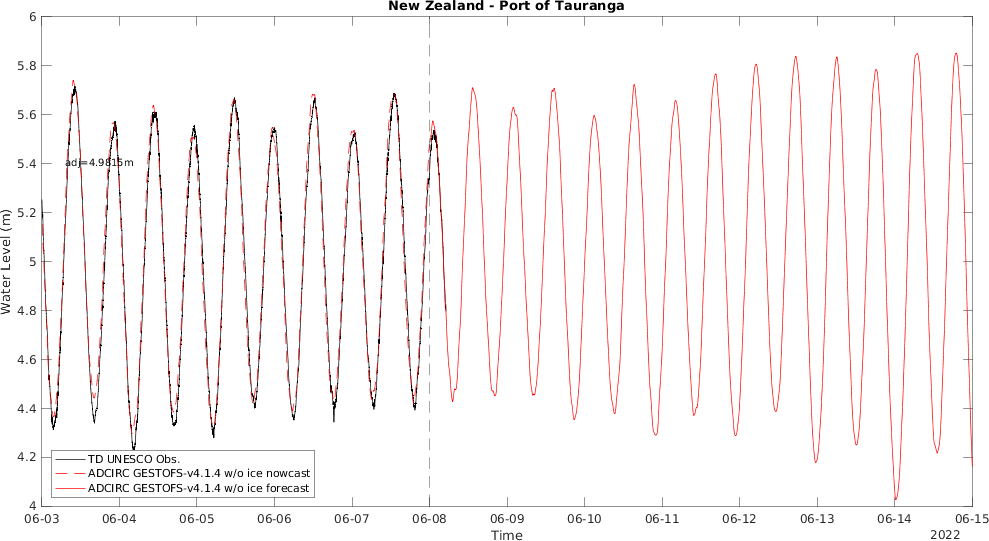 New Zealand - Port of Tauranga
6
5.8
5.6
5.4
5.2
5
4.8
4.6
4.4
4.2
4
Water Level (m)
adj=4.9815m
TD UNESCO Obs.
ADCIRC GESTOFS-v4.1.4 w/o ice nowcast
ADCIRC GESTOFS-v4.1.4 w/o ice forecast
06-03 06-04 06-05 06-06 06-07 06-08 06-09 06-10 06-11 06-12 06-13 06-14 06-15
Time
2022